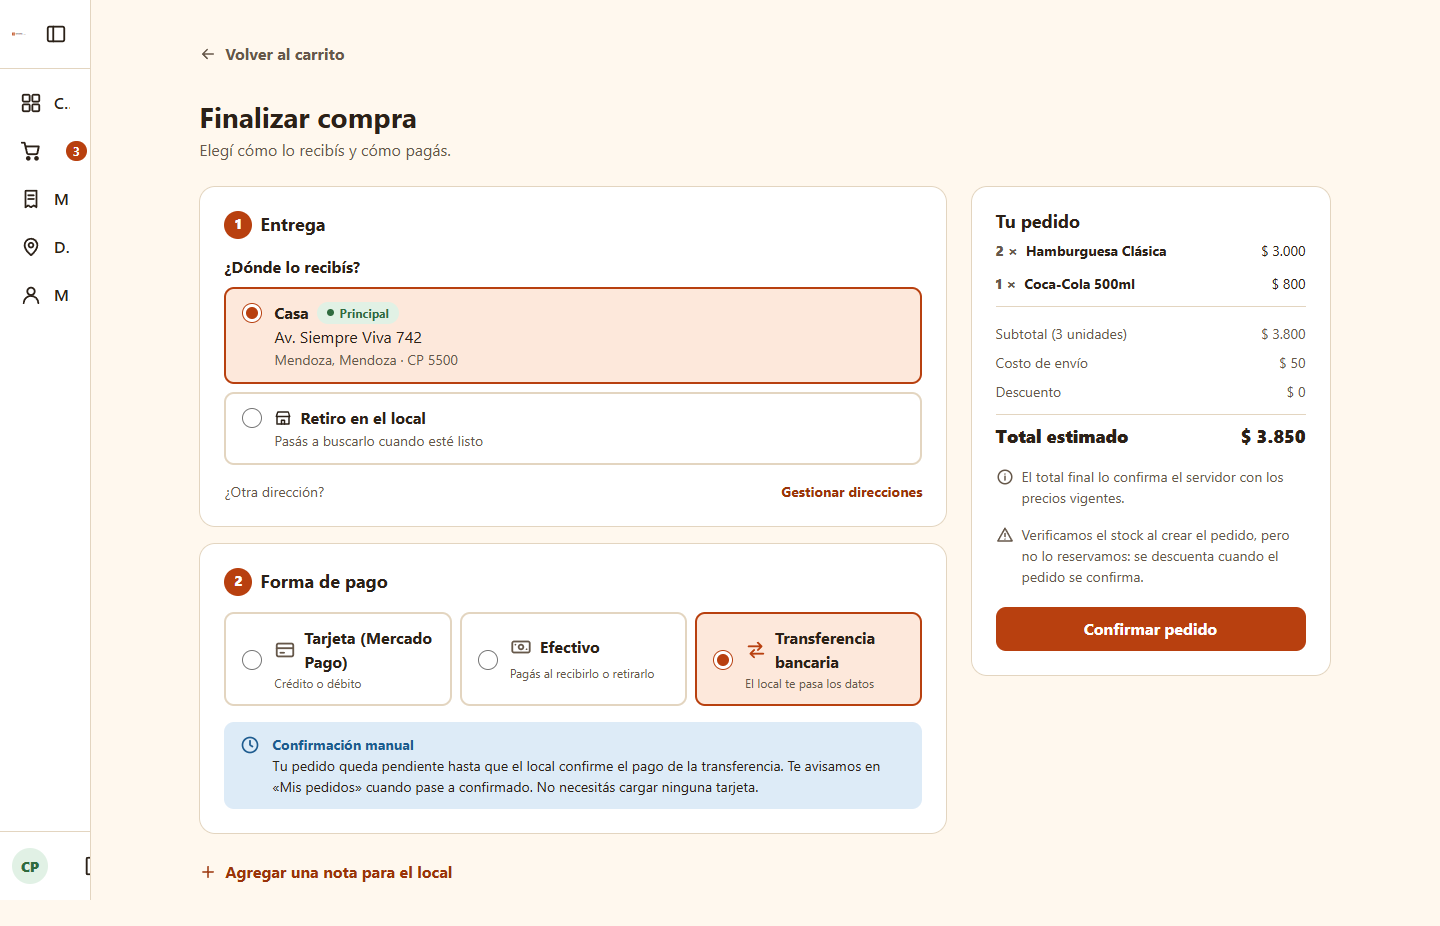 C.
3
M
D.
M
CP
Volver al carrito
Finalizar compra
Elegí cómo lo recibís y cómo pagás.
1 Entrega
¿Dónde lo recibís?
Casa Principal
Av. Siempre Viva 742
Mendoza, Mendoza · CP 5500
Retiro en el local
Pasás a buscarlo cuando esté listo
¿Otra dirección? Gestionar direcciones
2 Forma de pago
Tarjeta (Mercado
Pago)
Crédito o débito
Efectivo
Pagás al recibirlo o retirarlo
Transferencia
bancaria
El local te pasa los datos
Confirmación manual
Tu pedido queda pendiente hasta que el local confirme el pago de la transferencia. Te avisamos en
«Mis pedidos» cuando pase a confirmado. No necesitás cargar ninguna tarjeta.
Agregar una nota para el local
Tu pedido
2 × Hamburguesa Clásica $ 3.000
1 × Coca-Cola 500ml $ 800
Subtotal (3 unidades) $ 3.800
Costo de envío $ 50
Descuento $ 0
Total estimado $ 3.850
El total final lo confirma el servidor con los
precios vigentes.
Verificamos el stock al crear el pedido, pero
no lo reservamos: se descuenta cuando el
pedido se confirma.
Confirmar pedido